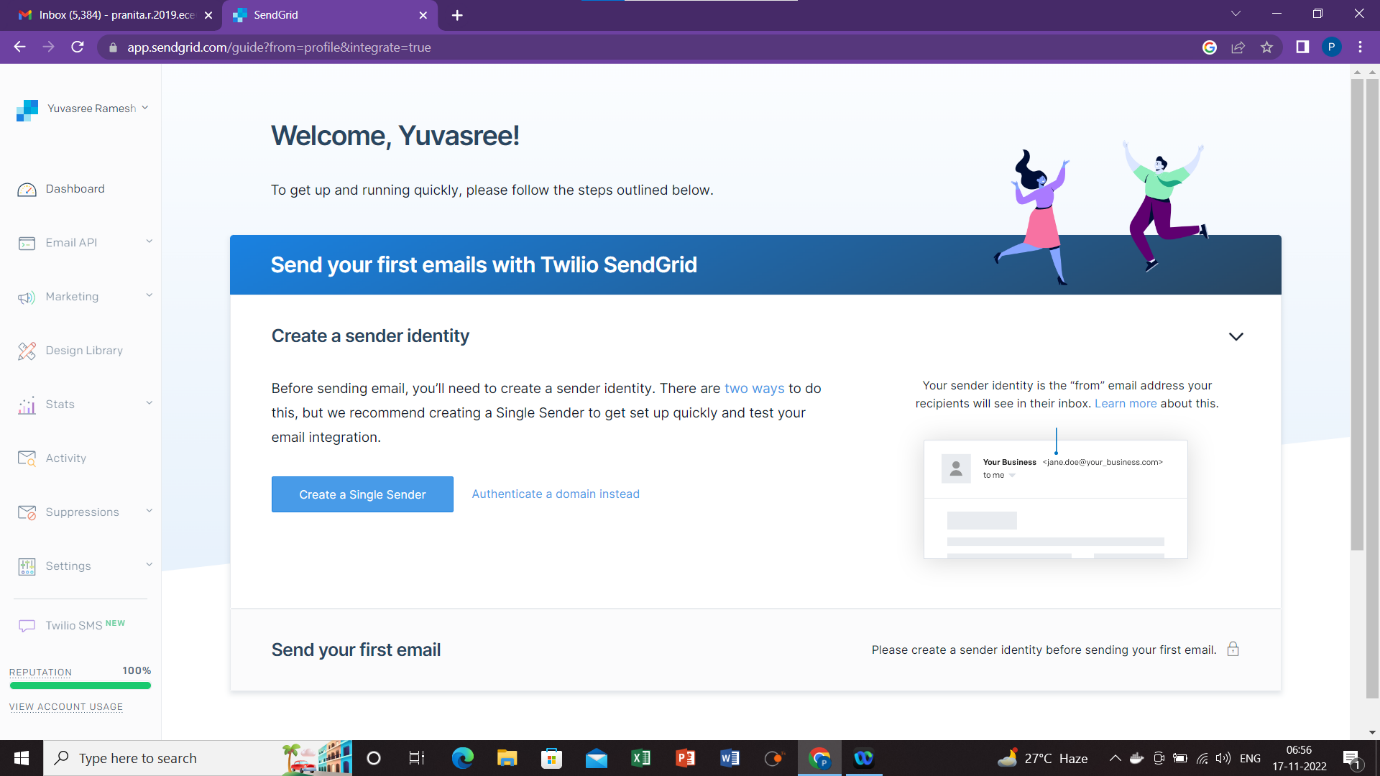 Inbox (5,384) - pranita.r.2019.ece
SendGrid
app.sendgrid.com/guide?from=profile&integrate=true
P
Yuvasree Ramesh
Dashboard
Email API
Marketing
Design Library
Stats
Activity
Suppressions
Settings
Twilio SMS NEW
REPUTATION 100%
VIEW ACCOUNT USAGE
Welcome, Yuvasree!
To get up and running quickly, please follow the steps outlined below.
Send your first emails with Twilio SendGrid
Create a sender identity
Before sending email, you'll need to create a sender identity. There are two ways to do
this, but we recommend creating a Single Sender to get set up quickly and test your
email integration.
Create a Single Sender
Authenticate a domain instead
Your sender identity is the "from" email address your
recipients will see in their inbox. Learn more about this.
Your Business <jane.doe@your_business.com>
to me
Send your first email
Please create a sender identity before sending your first email.
Type here to search
27°C Haze
ENG
06:56
17-11-2022
1